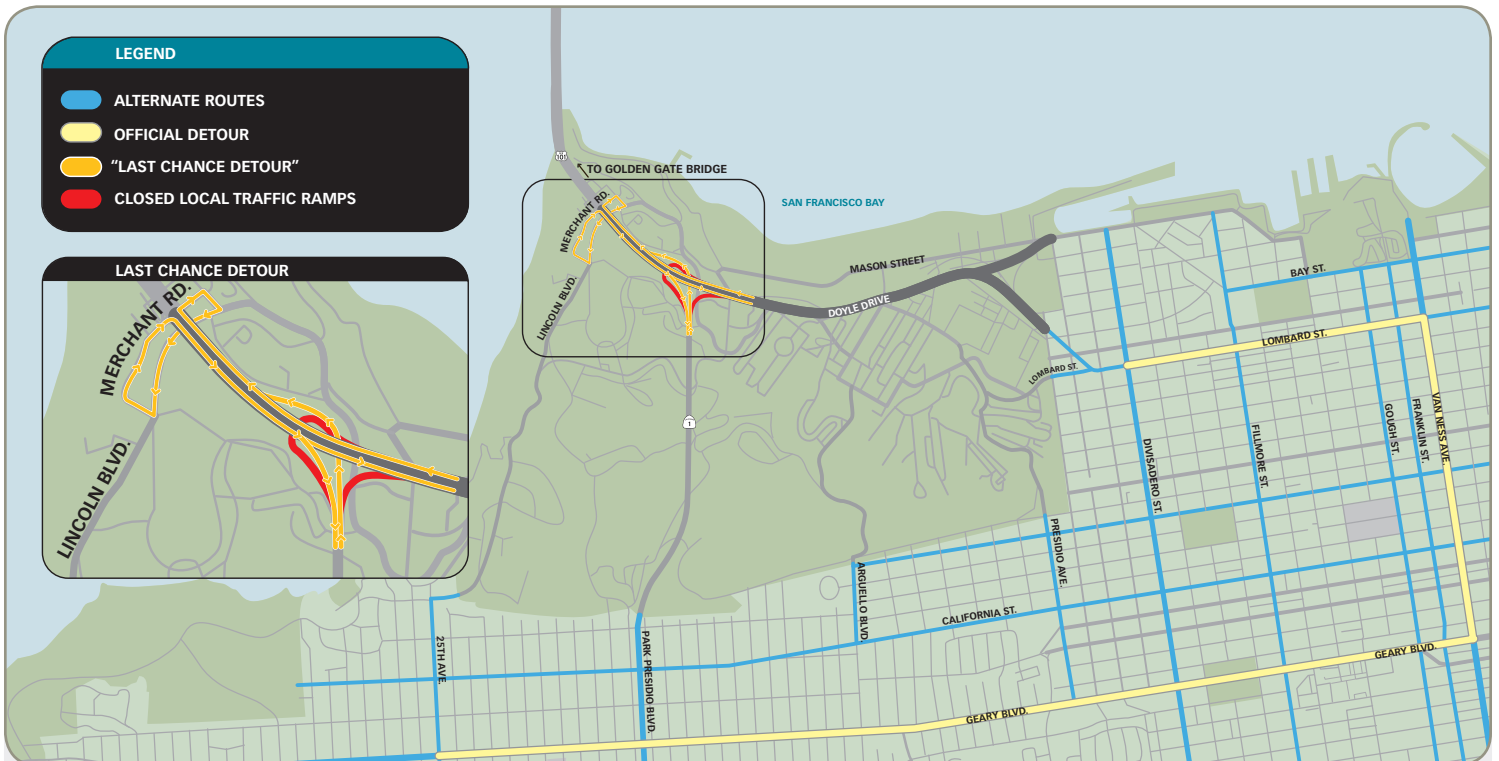 LEGEND
ALTERNATE ROUTES
OFFICIAL DETOUR
"LAST CHANCE DETOUR"
CLOSED LOCAL TRAFFIC RAMPS
LAST CHANCE DETOUR
MERCHANT RD.
LINCOLN BLVD.
101
TO GOLDEN GATE BRIDGE
MERCHANT RD.
LINCOLN BLVD.
SAN FRANCISCO BAY
MASON STREET
DOYLE DRIVE
1
LOMBARD ST.
BAY ST.
LOMBARD ST.
DIVISADERO ST.
FILLMORE ST.
GOUGH ST.
FRANKLIN ST.
VAN NESS AVE.
PRESIDIO AVE.
ARGUELLO BLVD.
CALIFORNIA ST.
25TH AVE.
PARK PRESIDIO BLVD.
GEARY BLVD.
GEARY BLVD.